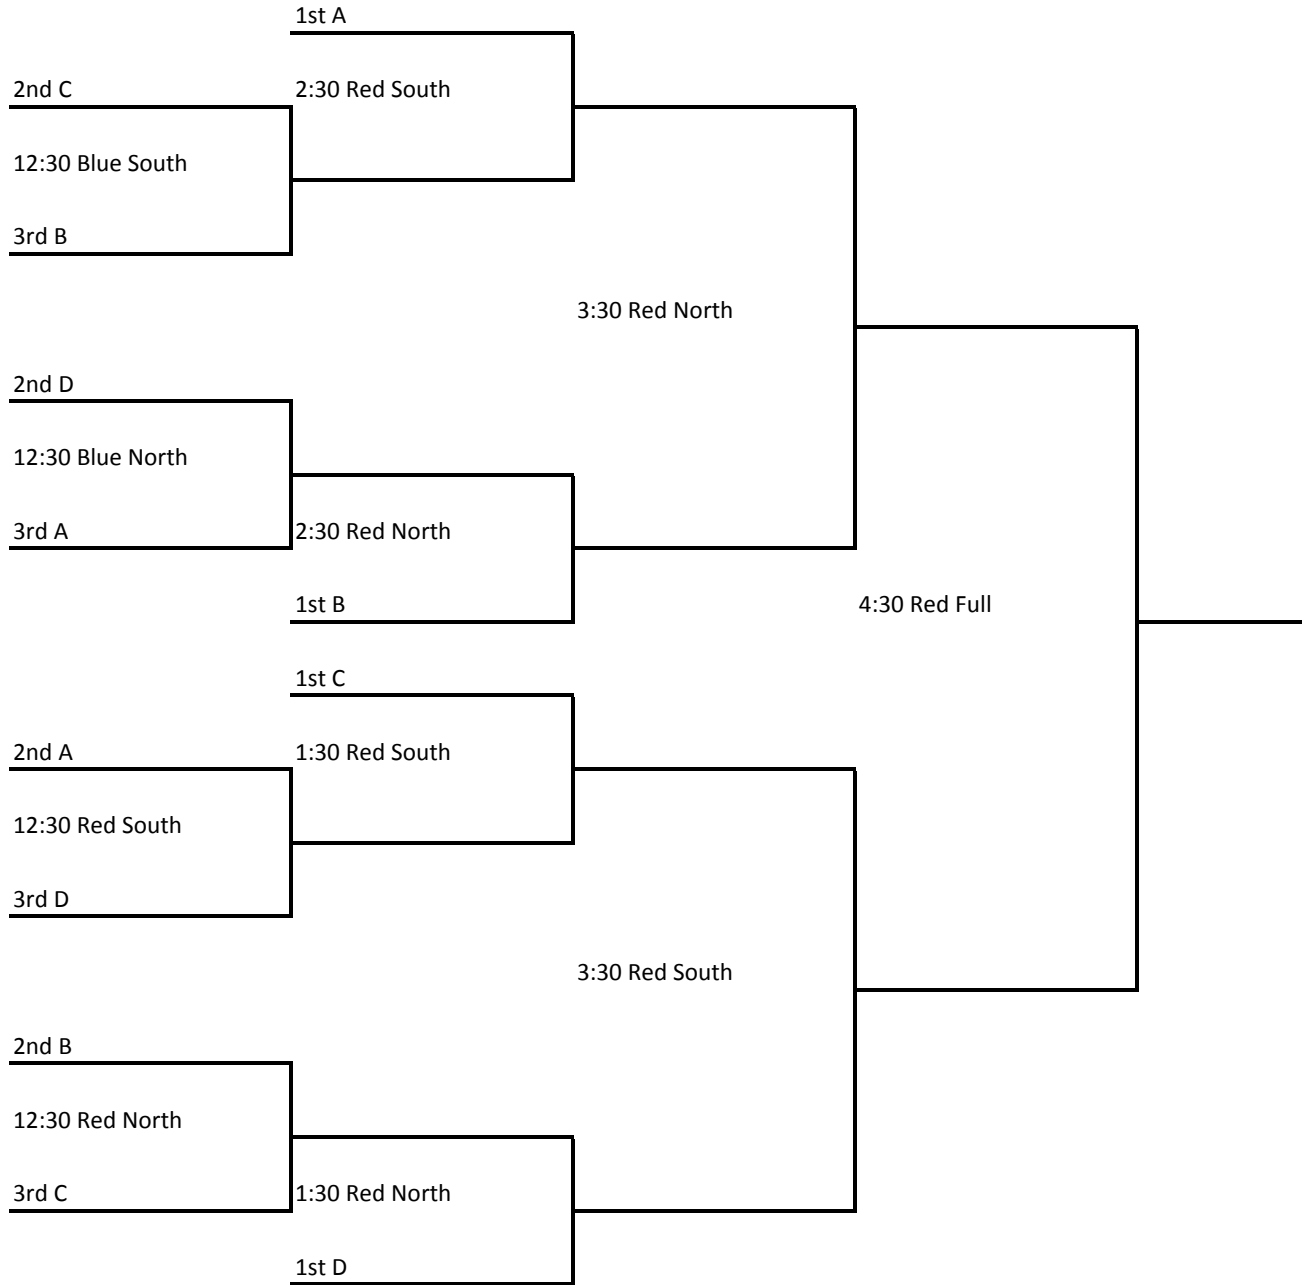 1st A
2nd C
2:30 Red South
12:30 Blue South
3rd B
3:30 Red North
2nd D
12:30 Blue North
3rd A
2:30 Red North
1st B
4:30 Red Full
1st C
2nd A
1:30 Red South
12:30 Red South
3rd D
3:30 Red South
2nd B
12:30 Red North
3rd C
1:30 Red North
1st D